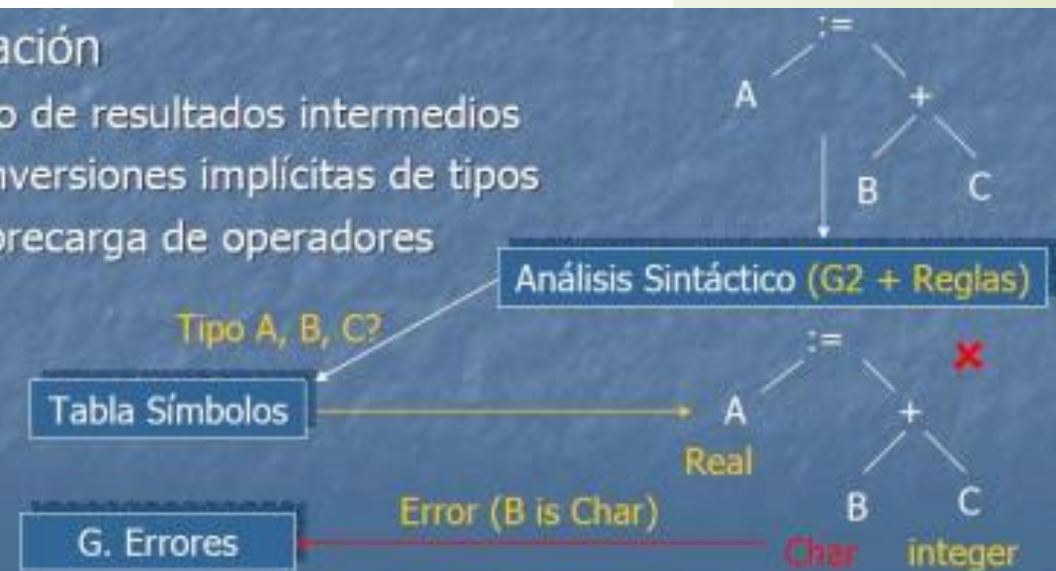 ación
o de resultados intermedios
nversiones implícitas de tipos
orecarga de operadores
:=
A +
B C
Análisis Sintáctico (G2 + Reglas)
Tipo A, B, C?
:=
Tabla Símbolos
A +
Real
B C
Char integer
Error (B is Char)
G. Errores